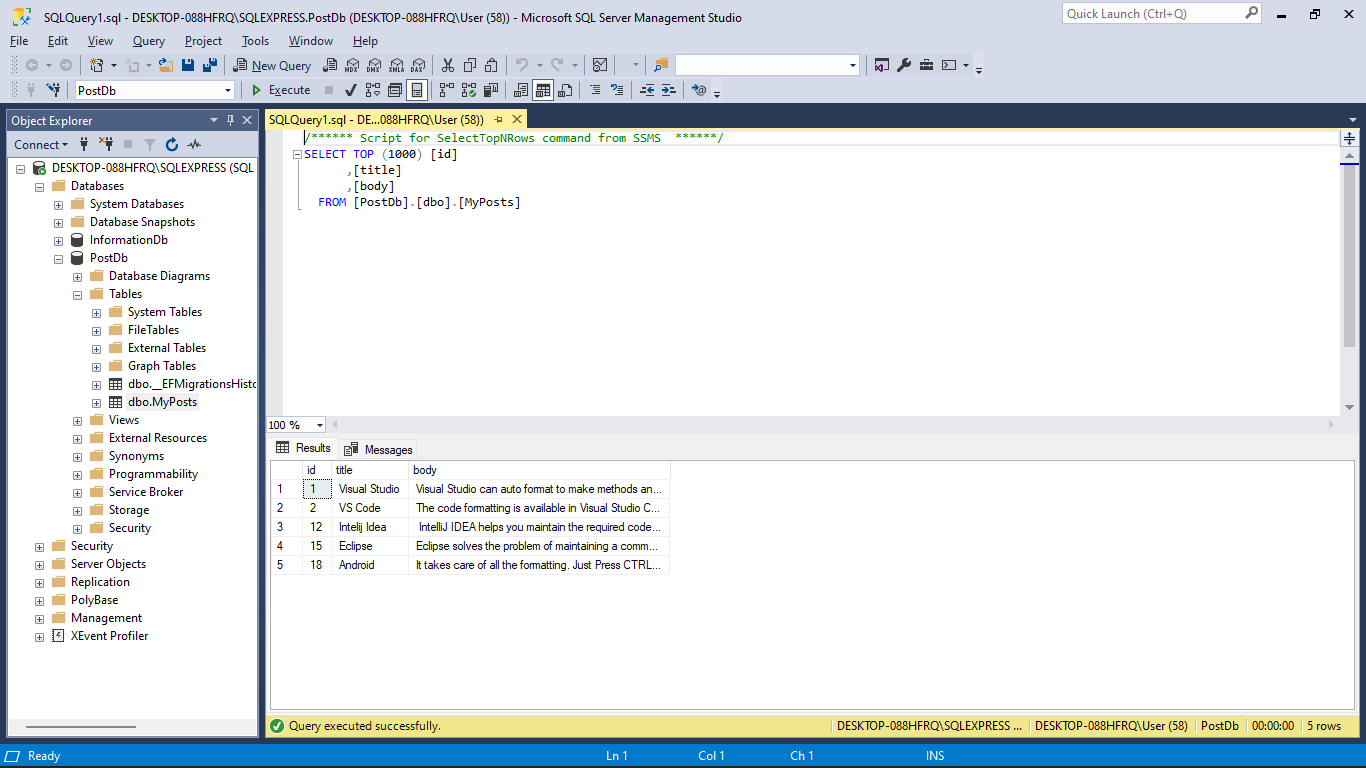 SQLQuery1.sql - DESKTOP-088HFRQ\SQLEXPRESS.PostDb (DESKTOP-088HFRQ\User (58)) - Microsoft SQL Server Management Studio
Quick Launch (Ctrl+Q)
File Edit View Query Project Tools Window Help
New Query MDX DMX XMLA DAX
PostDb Execute
Object Explorer
SQLQuery1.sql - DE...088HFRQ\User (58))
Connect
DESKTOP-088HFRQ\SQLEXPRESS (SQL
Databases
System Databases
Database Snapshots
InformationDb
PostDb
Database Diagrams
Tables
System Tables
FileTables
External Tables
Graph Tables
dbo.__EFMigrationsHisto
dbo.MyPosts
Views
External Resources
Synonyms
Programmability
Service Broker
Storage
Security
Security
Server Objects
Replication
PolyBase
Management
XEvent Profiler
/****** Script for SelectTopNRows command from SSMS  ******/
SELECT TOP (1000) [id]
,[title]
,[body]
FROM [PostDb].[dbo].[MyPosts]
100 %
Results Messages
id title body
1 1 Visual Studio Visual Studio can auto format to make methods an...
2 2 VS Code The code formatting is available in Visual Studio C...
3 12 Intelij Idea IntelliJ IDEA helps you maintain the required code...
4 15 Eclipse Eclipse solves the problem of maintaining a comm...
5 18 Android It takes care of all the formatting. Just Press CTRL...
Query executed successfully. DESKTOP-088HFRQ\SQLEXPRESS ... DESKTOP-088HFRQ\User (58) PostDb 00:00:00 5 rows
Ready Ln 1 Col 1 Ch 1 INS